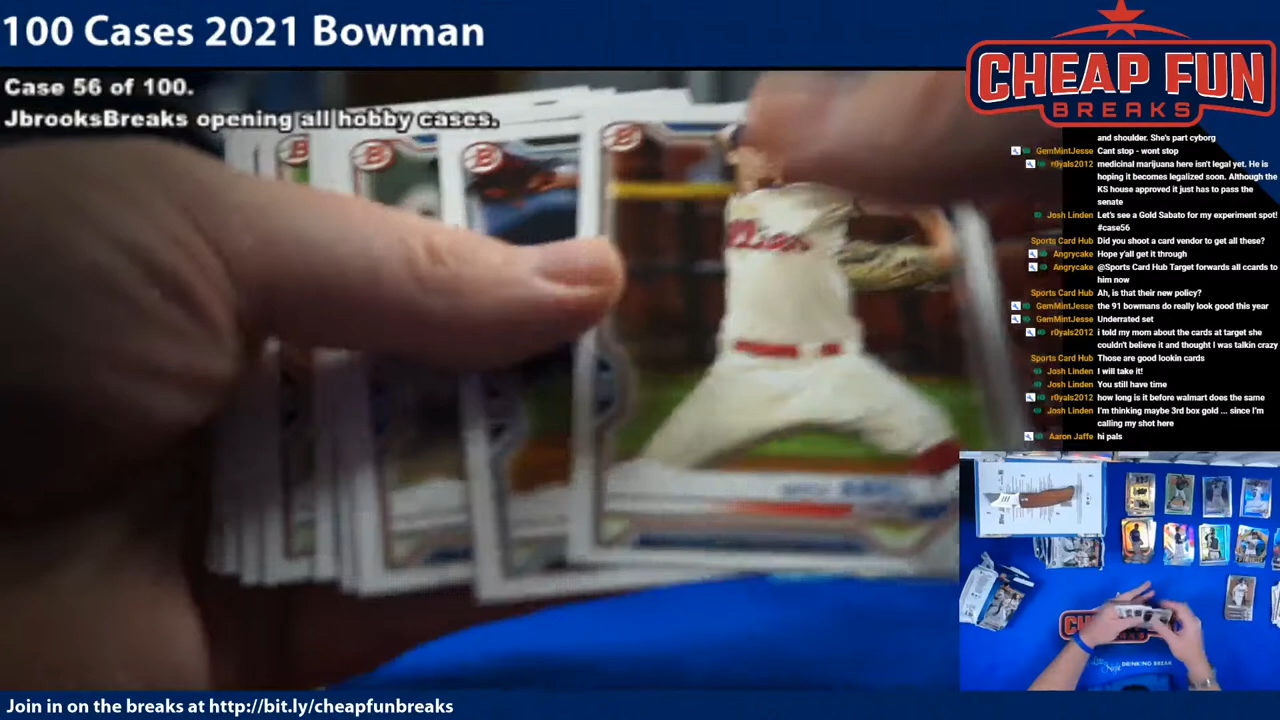 100 Cases 2021 Bowman
Case 56 of 100.
JbrooksBreaks opening all hobby cases.
CHEAP FUN
BREAKS
and shoulder. She's part cyborg
GemMintJesse Cant stop - wont stop
r0yals2012 medicinal marijuana here isn't legal yet. He is
hoping it becomes legalized soon. Although the
KS house approved it just has to pass the
senate
Josh Linden Let's see a Gold Sabato for my experiment spot!
#case56
Sports Card Hub Did you shoot a card vendor to get all these?
Angrycake Hope y'all get it through
Angrycake @Sports Card Hub Target forwards all ccards to
him now
Sports Card Hub Ah, is that their new policy?
GemMintJesse the 91 bowmans do really look good this year
GemMintJesse Underrated set
r0yals2012 i told my mom about the cards at target she
couldn't believe it and thought I was talkin crazy
Sports Card Hub Those are good lookin cards
Josh Linden I will take it!
Josh Linden You still have time
r0yals2012 how long is it before walmart does the same
Josh Linden I'm thinking maybe 3rd box gold ... since I'm
calling my shot here
Aaron Jaffe hi pals
DRINKING BREAK
Join in on the breaks at http://bit.ly/cheapfunbreaks